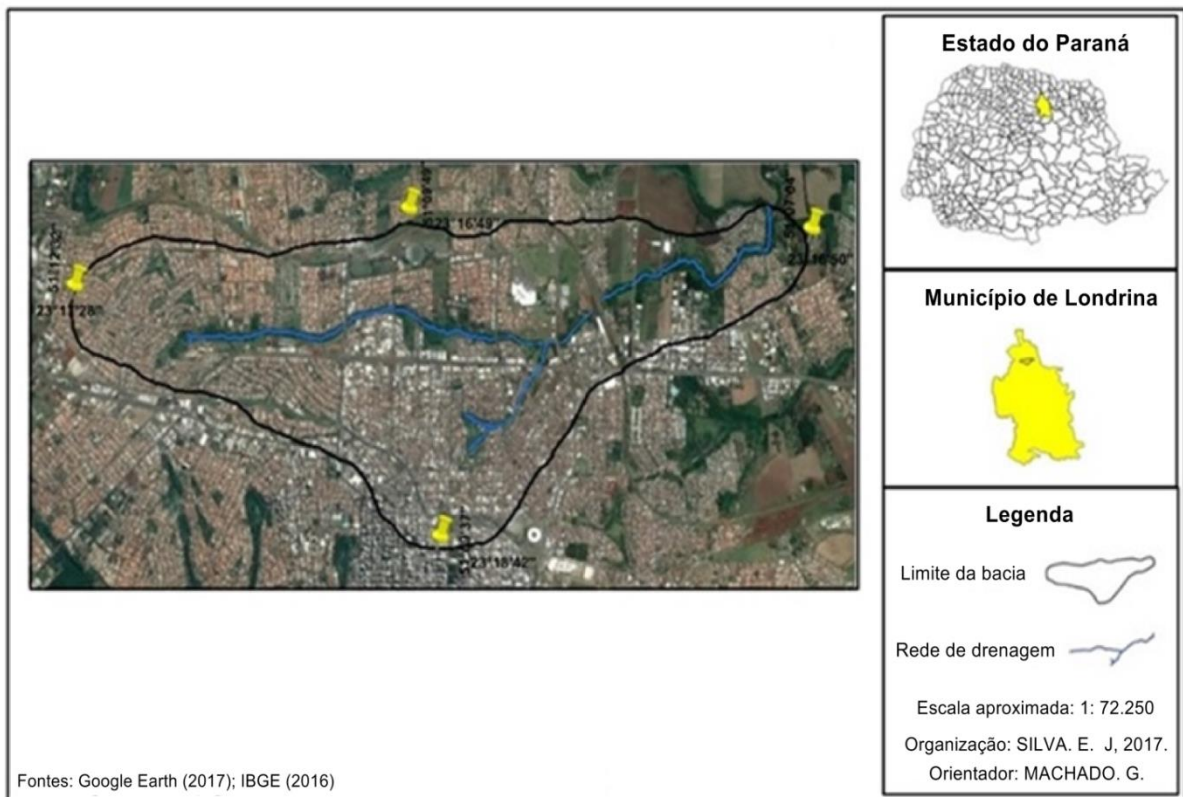 Estado do Paraná
23° 16'49"
Município de Londrina
23°18'42"
Legenda
Limite da bacia
Rede de drenagem
Escala aproximada: 1: 72.250
Organização: SILVA. E. J, 2017.
Orientador: MACHADO. G.
Fontes: Google Earth (2017); IBGE (2016)